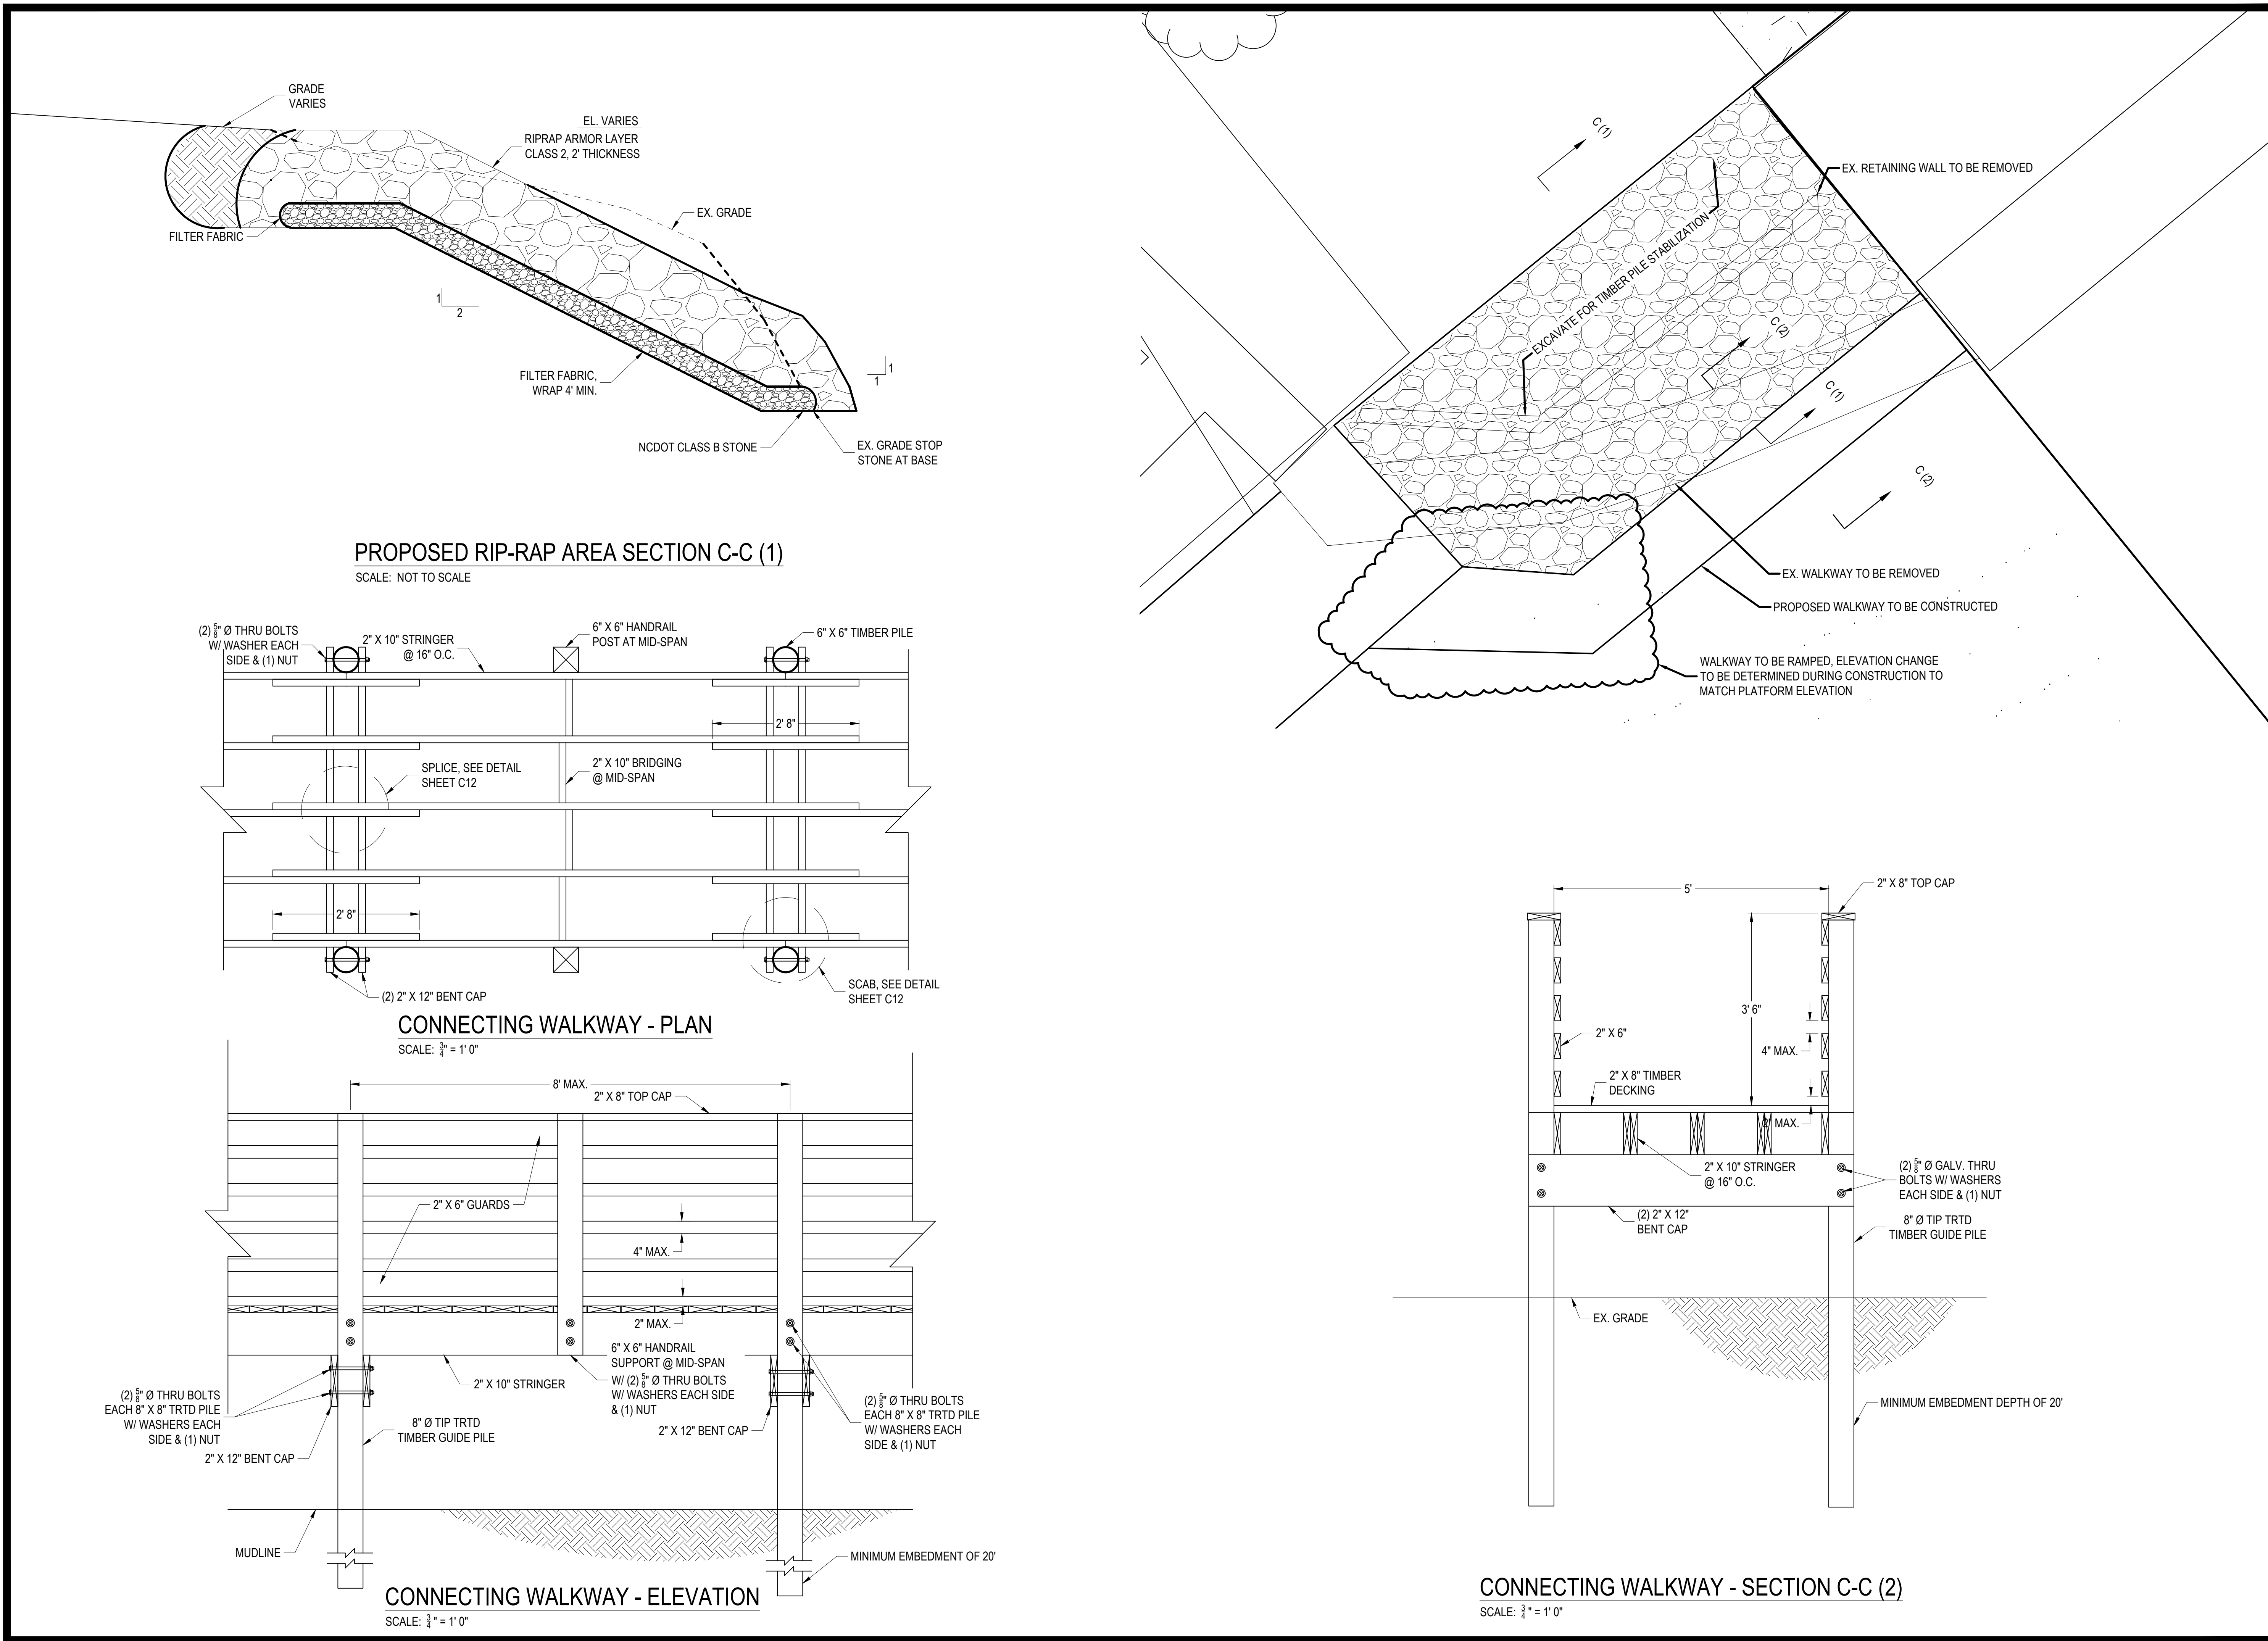 GRADE
VARIES
EL. VARIES
RIPRAP ARMOR LAYER
CLASS 2, 2' THICKNESS
EX. GRADE
FILTER FABRIC
1
2
FILTER FABRIC,
WRAP 4' MIN.
1
1
NCDOT CLASS B STONE
EX. GRADE STOP
STONE AT BASE
PROPOSED RIP-RAP AREA SECTION C-C (1)
SCALE: NOT TO SCALE
C (1)
EX. RETAINING WALL TO BE REMOVED
EXCAVATE FOR TIMBER PILE STABILIZATION
C (2)
C (1)
C (2)
EX. WALKWAY TO BE REMOVED
PROPOSED WALKWAY TO BE CONSTRUCTED
WALKWAY TO BE RAMPED, ELEVATION CHANGE
TO BE DETERMINED DURING CONSTRUCTION TO
MATCH PLATFORM ELEVATION
(2) 5/8" Ø THRU BOLTS
W/ WASHER EACH
SIDE & (1) NUT
2" X 10" STRINGER
@ 16" O.C.
6" X 6" HANDRAIL
POST AT MID-SPAN
6" X 6" TIMBER PILE
2' 8"
SPLICE, SEE DETAIL
SHEET C12
2" X 10" BRIDGING
@ MID-SPAN
2' 8"
(2) 2" X 12" BENT CAP
SCAB, SEE DETAIL
SHEET C12
CONNECTING WALKWAY - PLAN
SCALE: 3/4" = 1' 0"
8' MAX.
2" X 8" TOP CAP
2" X 6" GUARDS
4" MAX.
2" MAX.
6" X 6" HANDRAIL
SUPPORT @ MID-SPAN
W/ (2) 5/8" Ø THRU BOLTS
W/ WASHERS EACH SIDE
& (1) NUT
2" X 10" STRINGER
(2) 5/8" Ø THRU BOLTS
EACH 8" X 8" TRTD PILE
W/ WASHERS EACH
SIDE & (1) NUT
2" X 12" BENT CAP
8" Ø TIP TRTD
TIMBER GUIDE PILE
2" X 12" BENT CAP
(2) 5/8" Ø THRU BOLTS
EACH 8" X 8" TRTD PILE
W/ WASHERS EACH
SIDE & (1) NUT
MUDLINE
MINIMUM EMBEDMENT OF 20'
CONNECTING WALKWAY - ELEVATION
SCALE: 3/4 " = 1' 0"
5'
2" X 8" TOP CAP
3' 6"
2" X 6"
4" MAX.
2" X 8" TIMBER
DECKING
2" MAX.
2" X 10" STRINGER
@ 16" O.C.
(2) 5/8" Ø GALV. THRU
BOLTS W/ WASHERS
EACH SIDE & (1) NUT
(2) 2" X 12"
BENT CAP
8" Ø TIP TRTD
TIMBER GUIDE PILE
EX. GRADE
MINIMUM EMBEDMENT DEPTH OF 20'
CONNECTING WALKWAY - SECTION C-C (2)
SCALE: 3/4 " = 1' 0"